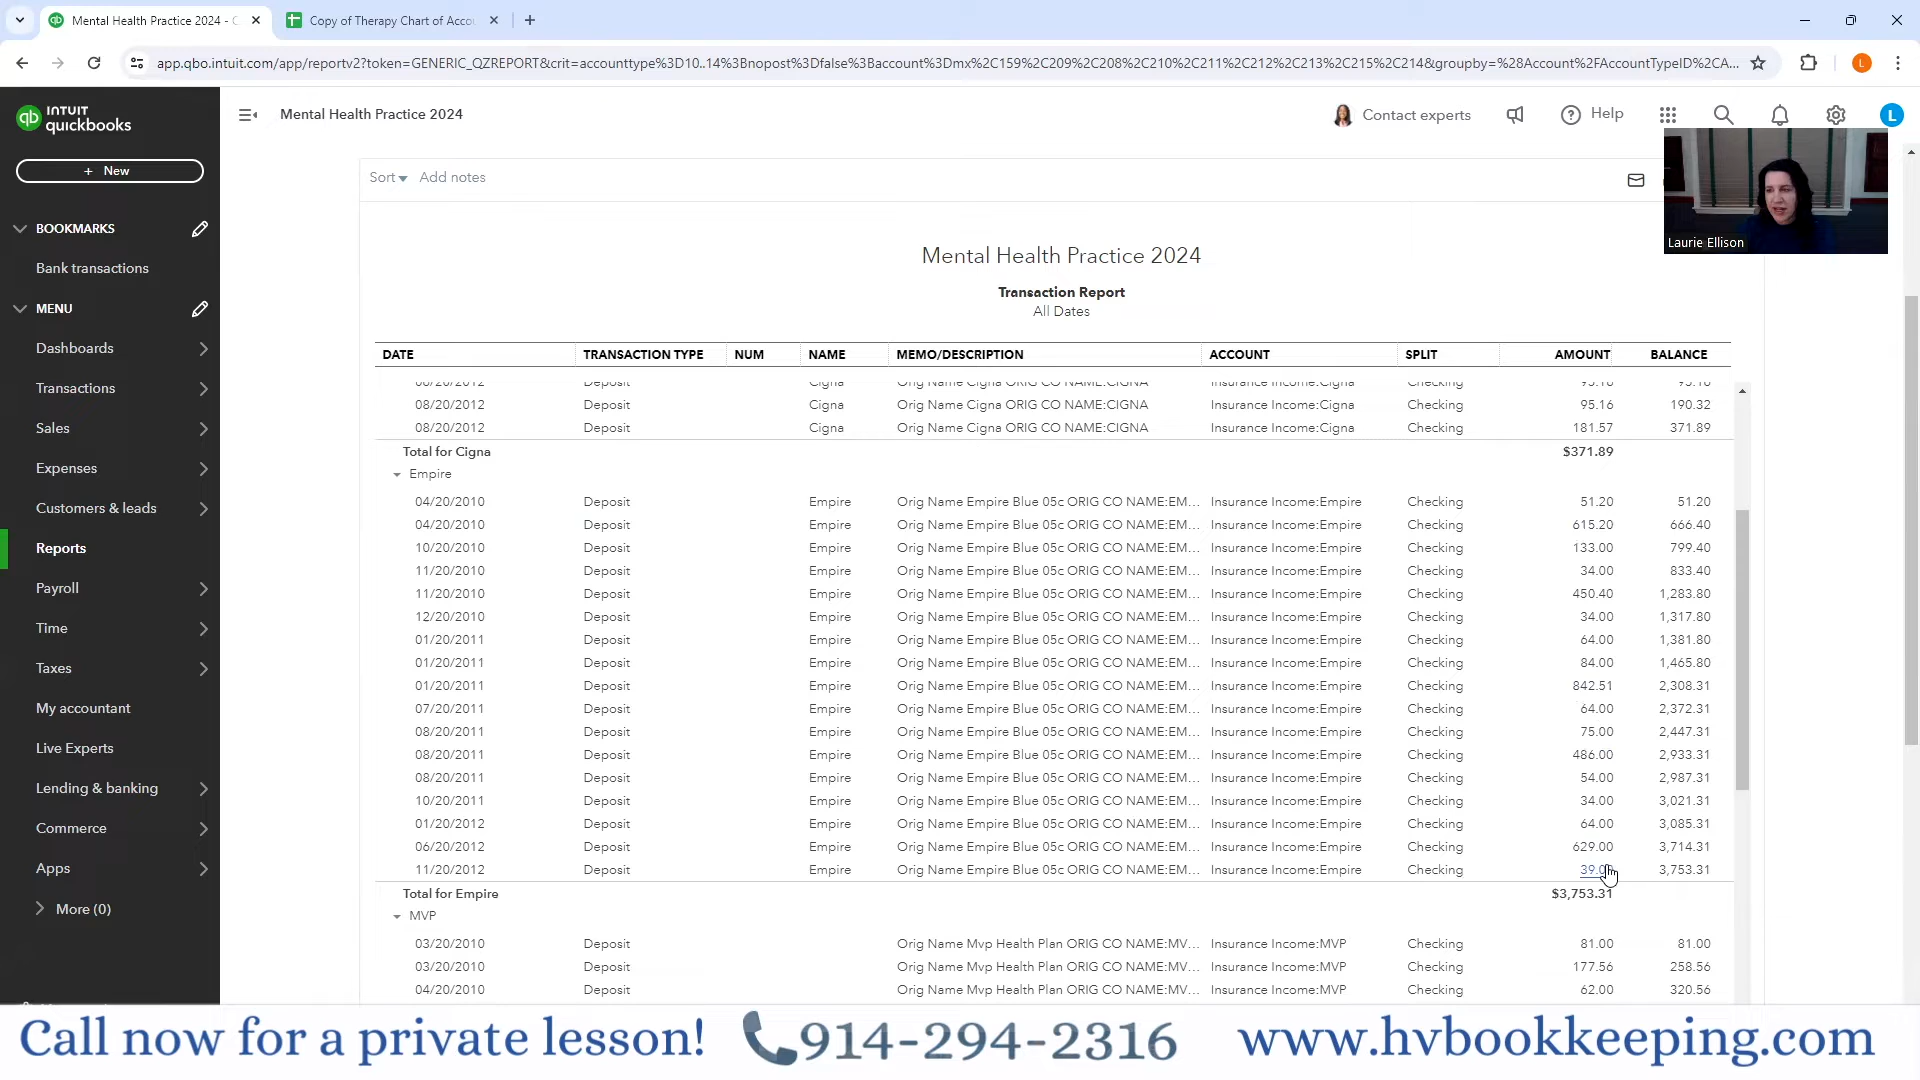 Mental Health Practice 2024 - C
Copy of Therapy Chart of Accou
app.qbo.intuit.com/app/reportv2?token=GENERIC_QZREPORT&crit=accounttype%3D10..14%3Bnopost%3Dfalse%3Baccount%3Dmx%2C159%2C209%2C208%2C210%2C211%2C212%2C213%2C215%2C214&groupby=%28Account%2FAccountTypeID%2CA...
L
INTUIT
quickbooks
Mental Health Practice 2024
Contact experts
Help
L
+ New
BOOKMARKS
Bank transactions
MENU
Dashboards
Transactions
Sales
Expenses
Customers & leads
Reports
Payroll
Time
Taxes
My accountant
Live Experts
Lending & banking
Commerce
Apps
More (0)
Laurie Ellison
Sort Add notes
Mental Health Practice 2024
Transaction Report
All Dates
DATE TRANSACTION TYPE NUM NAME MEMO/DESCRIPTION ACCOUNT SPLIT AMOUNT BALANCE
08/20/2012 Deposit Cigna Orig Name Cigna ORIG CO NAME:CIGNA Insurance Income:Cigna Checking 95.16 190.32
08/20/2012 Deposit Cigna Orig Name Cigna ORIG CO NAME:CIGNA Insurance Income:Cigna Checking 181.57 371.89
Total for Cigna $371.89
Empire
04/20/2010 Deposit Empire Orig Name Empire Blue 05c ORIG CO NAME:EM... Insurance Income:Empire Checking 51.20 51.20
04/20/2010 Deposit Empire Orig Name Empire Blue 05c ORIG CO NAME:EM... Insurance Income:Empire Checking 615.20 666.40
10/20/2010 Deposit Empire Orig Name Empire Blue 05c ORIG CO NAME:EM... Insurance Income:Empire Checking 133.00 799.40
11/20/2010 Deposit Empire Orig Name Empire Blue 05c ORIG CO NAME:EM... Insurance Income:Empire Checking 34.00 833.40
11/20/2010 Deposit Empire Orig Name Empire Blue 05c ORIG CO NAME:EM... Insurance Income:Empire Checking 450.40 1,283.80
12/20/2010 Deposit Empire Orig Name Empire Blue 05c ORIG CO NAME:EM... Insurance Income:Empire Checking 34.00 1,317.80
01/20/2011 Deposit Empire Orig Name Empire Blue 05c ORIG CO NAME:EM... Insurance Income:Empire Checking 64.00 1,381.80
01/20/2011 Deposit Empire Orig Name Empire Blue 05c ORIG CO NAME:EM... Insurance Income:Empire Checking 84.00 1,465.80
01/20/2011 Deposit Empire Orig Name Empire Blue 05c ORIG CO NAME:EM... Insurance Income:Empire Checking 842.51 2,308.31
07/20/2011 Deposit Empire Orig Name Empire Blue 05c ORIG CO NAME:EM... Insurance Income:Empire Checking 64.00 2,372.31
08/20/2011 Deposit Empire Orig Name Empire Blue 05c ORIG CO NAME:EM... Insurance Income:Empire Checking 75.00 2,447.31
08/20/2011 Deposit Empire Orig Name Empire Blue 05c ORIG CO NAME:EM... Insurance Income:Empire Checking 486.00 2,933.31
08/20/2011 Deposit Empire Orig Name Empire Blue 05c ORIG CO NAME:EM... Insurance Income:Empire Checking 54.00 2,987.31
10/20/2011 Deposit Empire Orig Name Empire Blue 05c ORIG CO NAME:EM... Insurance Income:Empire Checking 34.00 3,021.31
01/20/2012 Deposit Empire Orig Name Empire Blue 05c ORIG CO NAME:EM... Insurance Income:Empire Checking 64.00 3,085.31
06/20/2012 Deposit Empire Orig Name Empire Blue 05c ORIG CO NAME:EM... Insurance Income:Empire Checking 629.00 3,714.31
11/20/2012 Deposit Empire Orig Name Empire Blue 05c ORIG CO NAME:EM... Insurance Income:Empire Checking 39.00 3,753.31
Total for Empire $3,753.31
MVP
03/20/2010 Deposit Orig Name Mvp Health Plan ORIG CO NAME:MV... Insurance Income:MVP Checking 81.00 81.00
03/20/2010 Deposit Orig Name Mvp Health Plan ORIG CO NAME:MV... Insurance Income:MVP Checking 177.56 258.56
04/20/2010 Deposit Orig Name Mvp Health Plan ORIG CO NAME:MV... Insurance Income:MVP Checking 62.00 320.56
Call now for a private lesson! 914-294-2316 www.hvbookkeeping.com